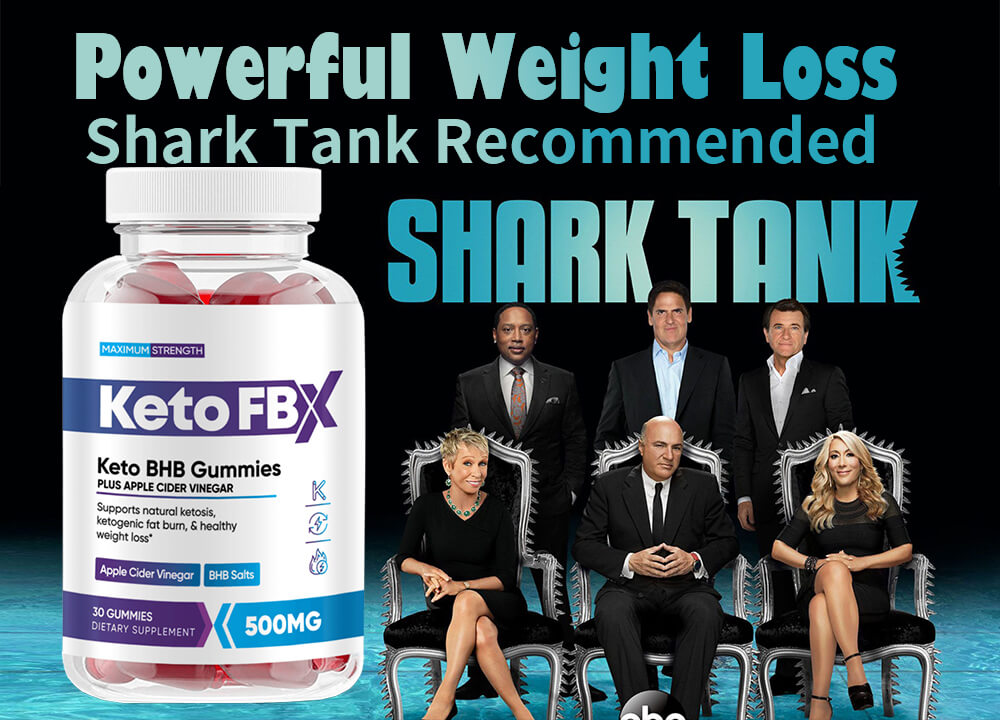 Powerful Weight Loss
Shark Tank Recommended
SHARK TANK
MAXIMUM STRENGTH
Keto FBX
Keto BHB Gummies
PLUS APPLE CIDER VINEGAR
Supports natural ketosis,
ketogenic fat burn, & healthy
weight loss*
K
Apple Cider Vinegar
BHB Salts
30 GUMMIES
DIETARY SUPPLEMENT
500MG
abc